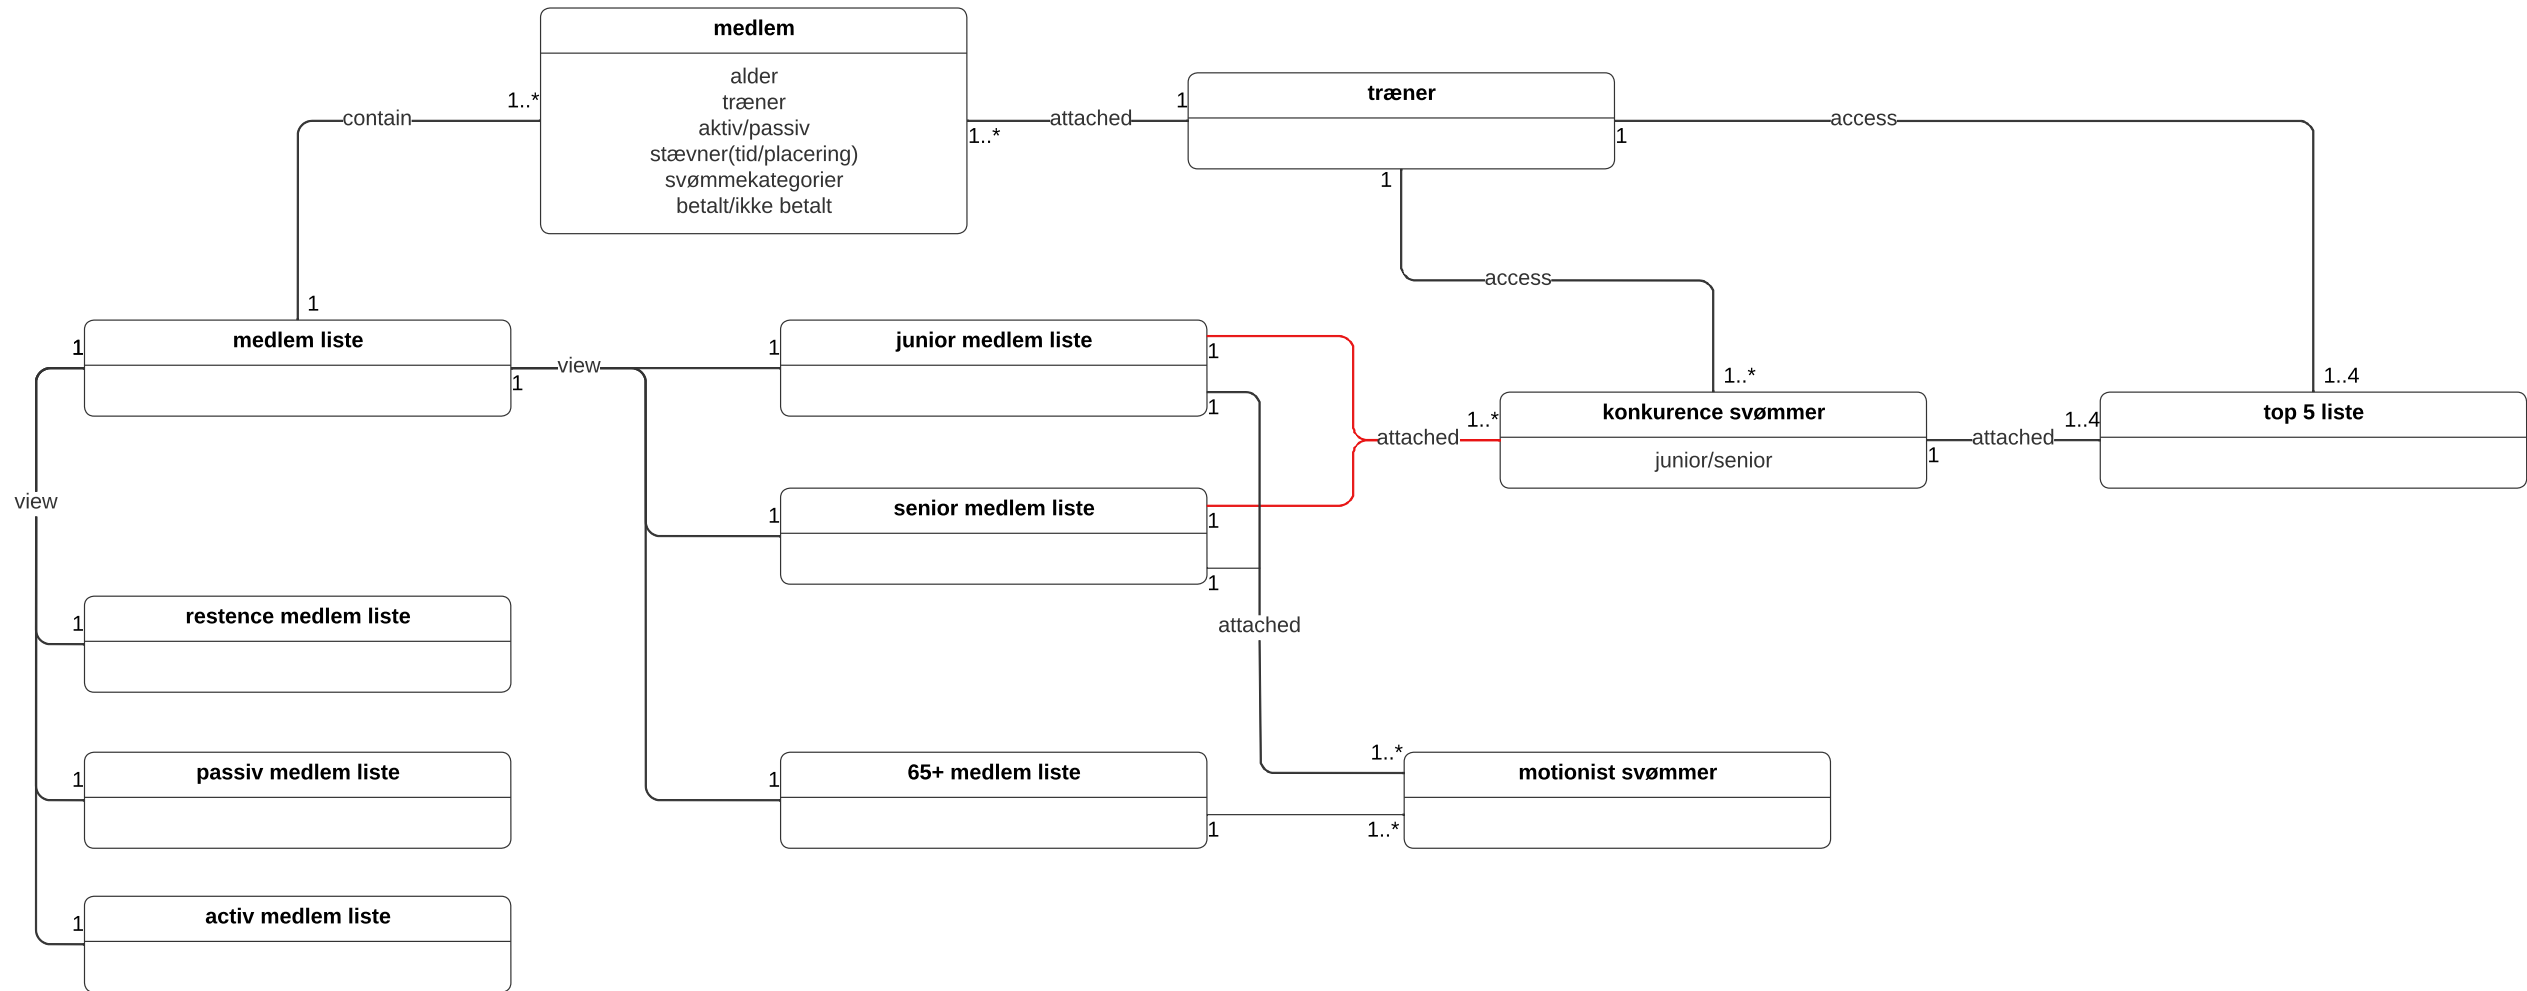 medlem
alder
træner
aktiv/passiv
stævner(tid/placering)
svømmekategorier
betalt/ikke betalt
1..*
contain
1
1..*
attached
1
træner
1
access
1
access
1..*
1..4
medlem liste
1
1
view
view
1
junior medlem liste
1
1
1
senior medlem liste
1
1
attached
1..*
konkurence svømmer
junior/senior
1
attached
1..4
top 5 liste
attached
1
restence medlem liste
1
passiv medlem liste
1
65+ medlem liste
1
1..*
1..*
motionist svømmer
1
activ medlem liste